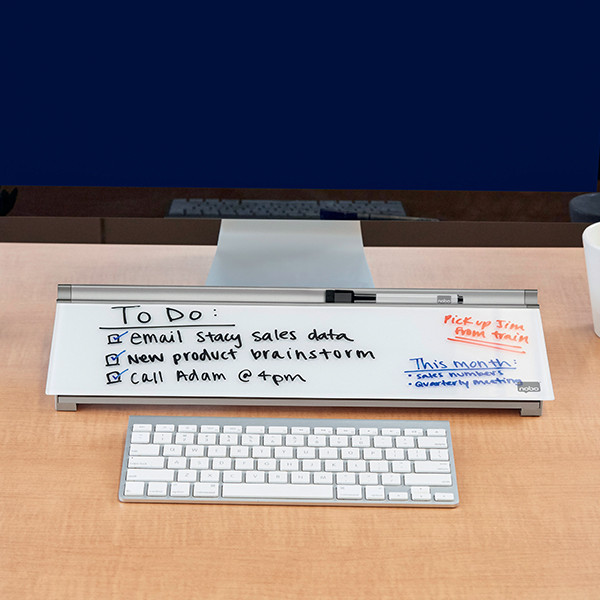 To Do:
email Stacy sales data
New product brainstorm
Call Adam @ 4pm
Pick up Jim
from train
This month:
• sales numbers
• Quarterly meeting
nobo